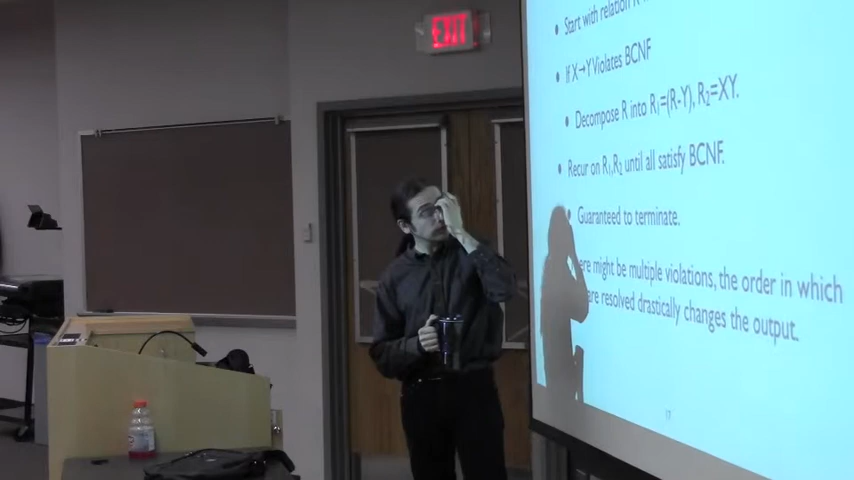 EXIT
• Start with relation R
• If X→Y Violates BCNF
• Decompose R into R₁=(R-Y), R₂=XY.
• Recur on R₁,R₂ until all satisfy BCNF.
• Guaranteed to terminate.
might be multiple violations, the order in which
are resolved drastically changes the output.
17